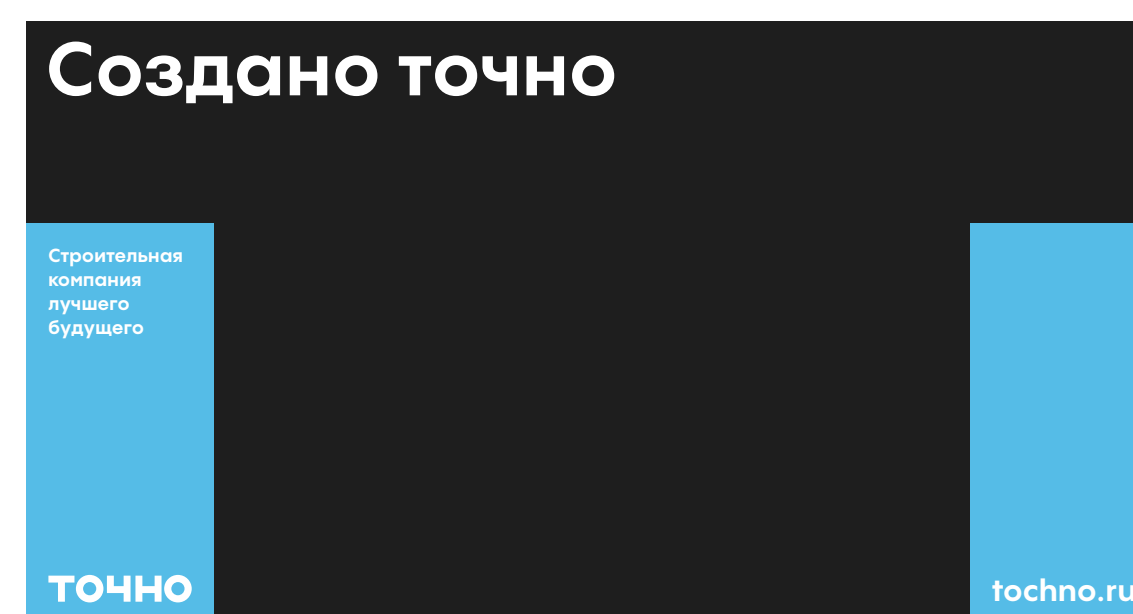 Создано точно
Строительная
компания
лучшего
будущего
точно
tochno.ru